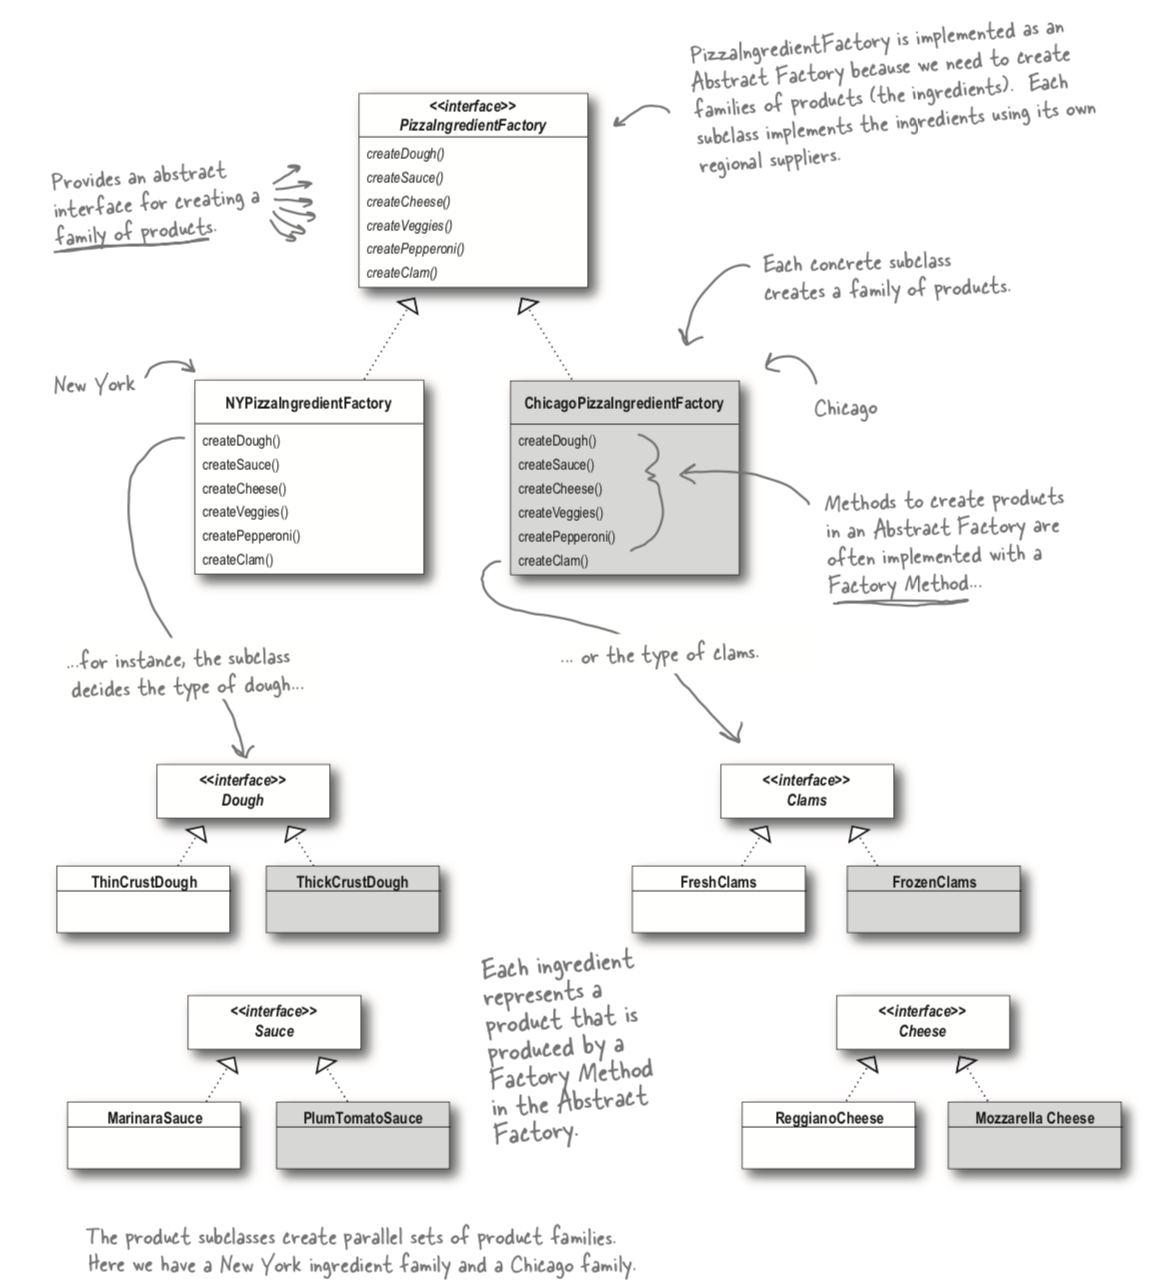 PizzaIngredientFactory is implemented as an
Abstract Factory because we need to create
families of products (the ingredients). Each
subclass implements the ingredients using its own
regional suppliers.
<<interface>>
PizzaIngredientFactory
createDough()
createSauce()
createCheese()
createVeggies()
createPepperoni()
createClam()
Provides an abstract
interface for creating a
family of products.
Each concrete subclass
creates a family of products.
New York
Chicago
NYPizzaIngredientFactory
createDough()
createSauce()
createCheese()
createVeggies()
createPepperoni()
createClam()
ChicagoPizzaIngredientFactory
createDough()
createSauce()
createCheese()
createVeggies()
createPepperoni()
createClam()
Methods to create products
in an Abstract Factory are
often implemented with a
Factory Method...
...for instance, the subclass
decides the type of dough...
... or the type of clams.
<<interface>>
Dough
ThinCrustDough
ThickCrustDough
<<interface>>
Clams
FreshClams
FrozenClams
Each ingredient
represents a
product that is
produced by a
Factory Method
in the Abstract
Factory.
<<interface>>
Sauce
MarinaraSauce
PlumTomatoSauce
<<interface>>
Cheese
ReggianoCheese
Mozzarella Cheese
The product subclasses create parallel sets of product families.
Here we have a New York ingredient family and a Chicago family.